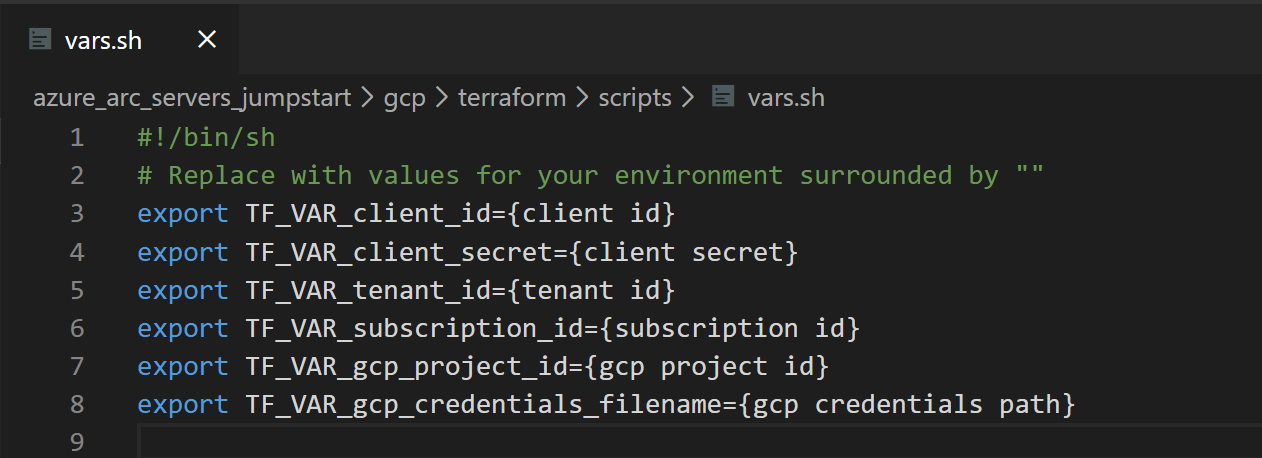 vars.sh
azure_arc_servers_jumpstart > gcp > terraform > scripts > vars.sh
1 #!/bin/sh
2 # Replace with values for your environment surrounded by ""
3 export TF_VAR_client_id={client id}
4 export TF_VAR_client_secret={client secret}
5 export TF_VAR_tenant_id={tenant id}
6 export TF_VAR_subscription_id={subscription id}
7 export TF_VAR_gcp_project_id={gcp project id}
8 export TF_VAR_gcp_credentials_filename={gcp credentials path}
9